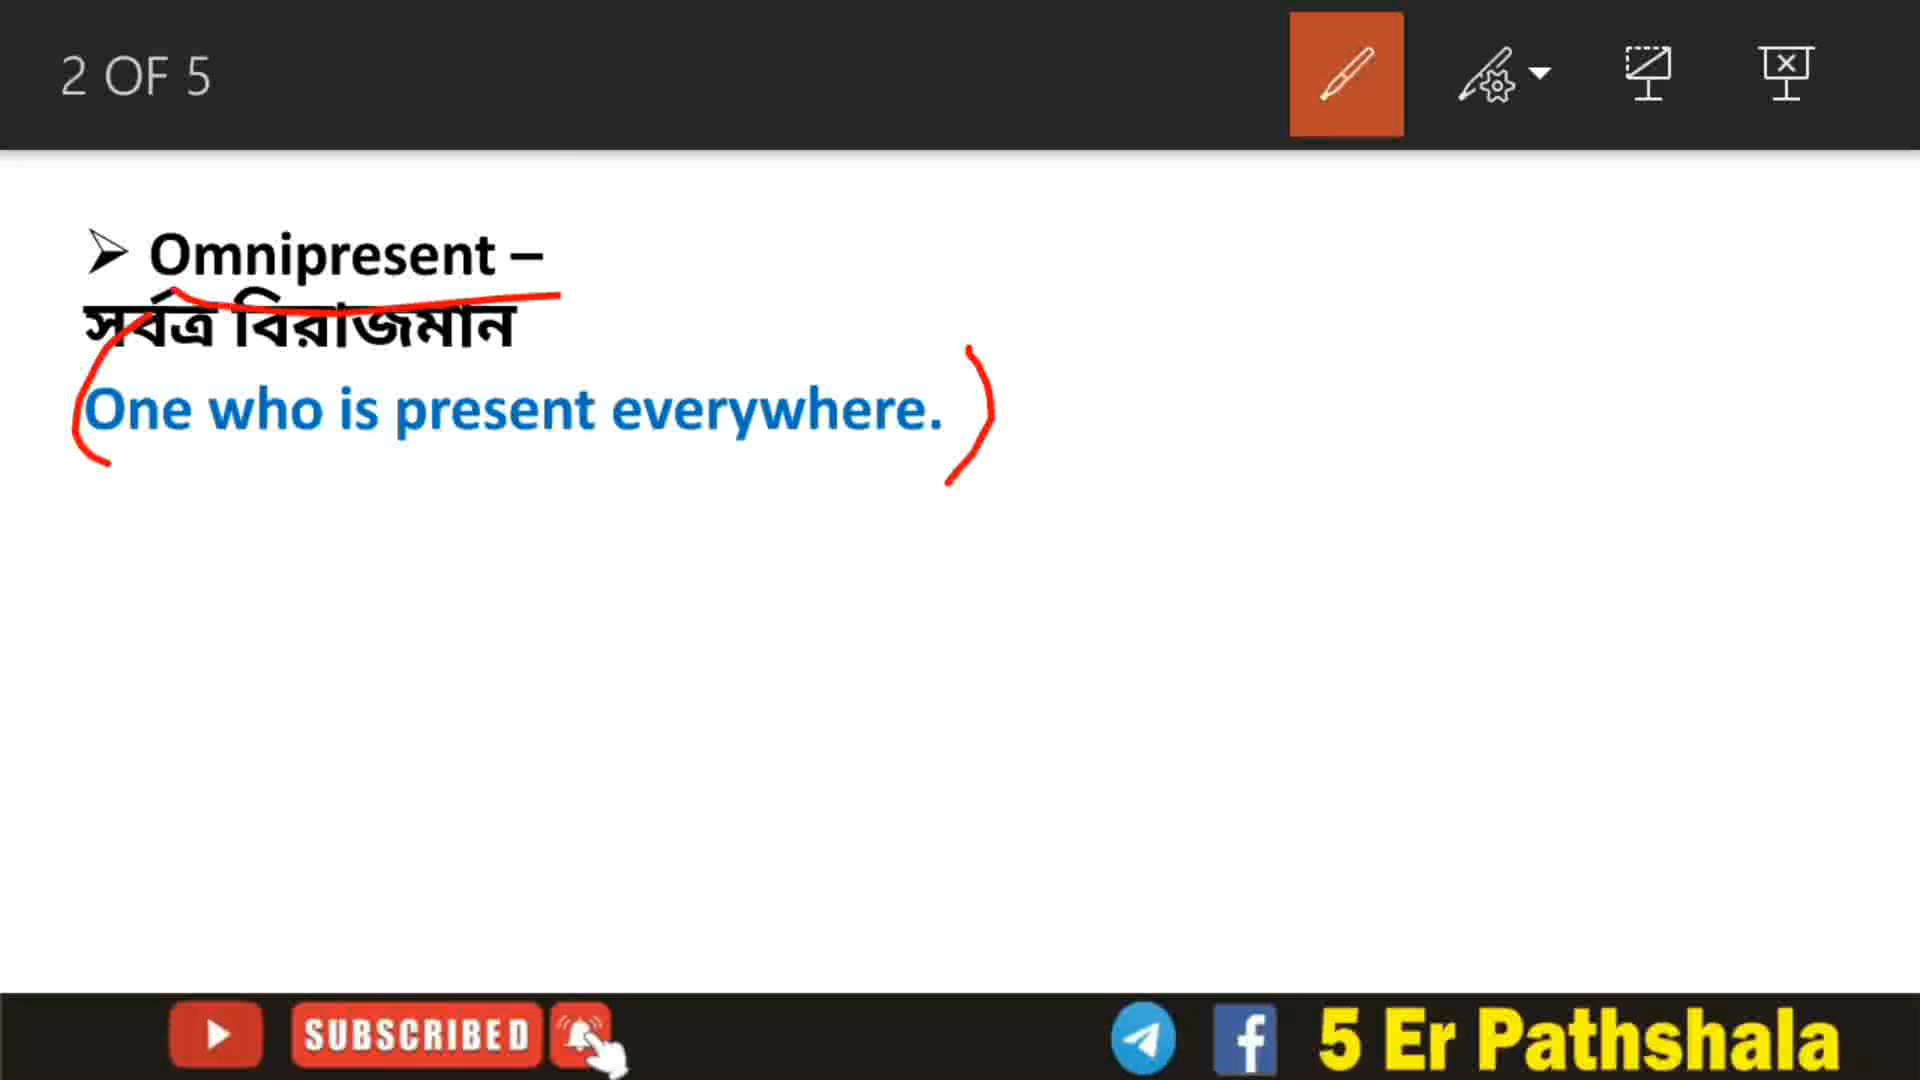 2 OF 5
➢ Omnipresent –
সর্বত্র বিরাজমান
One who is present everywhere.
SUBSCRIBED
5 Er Pathshala